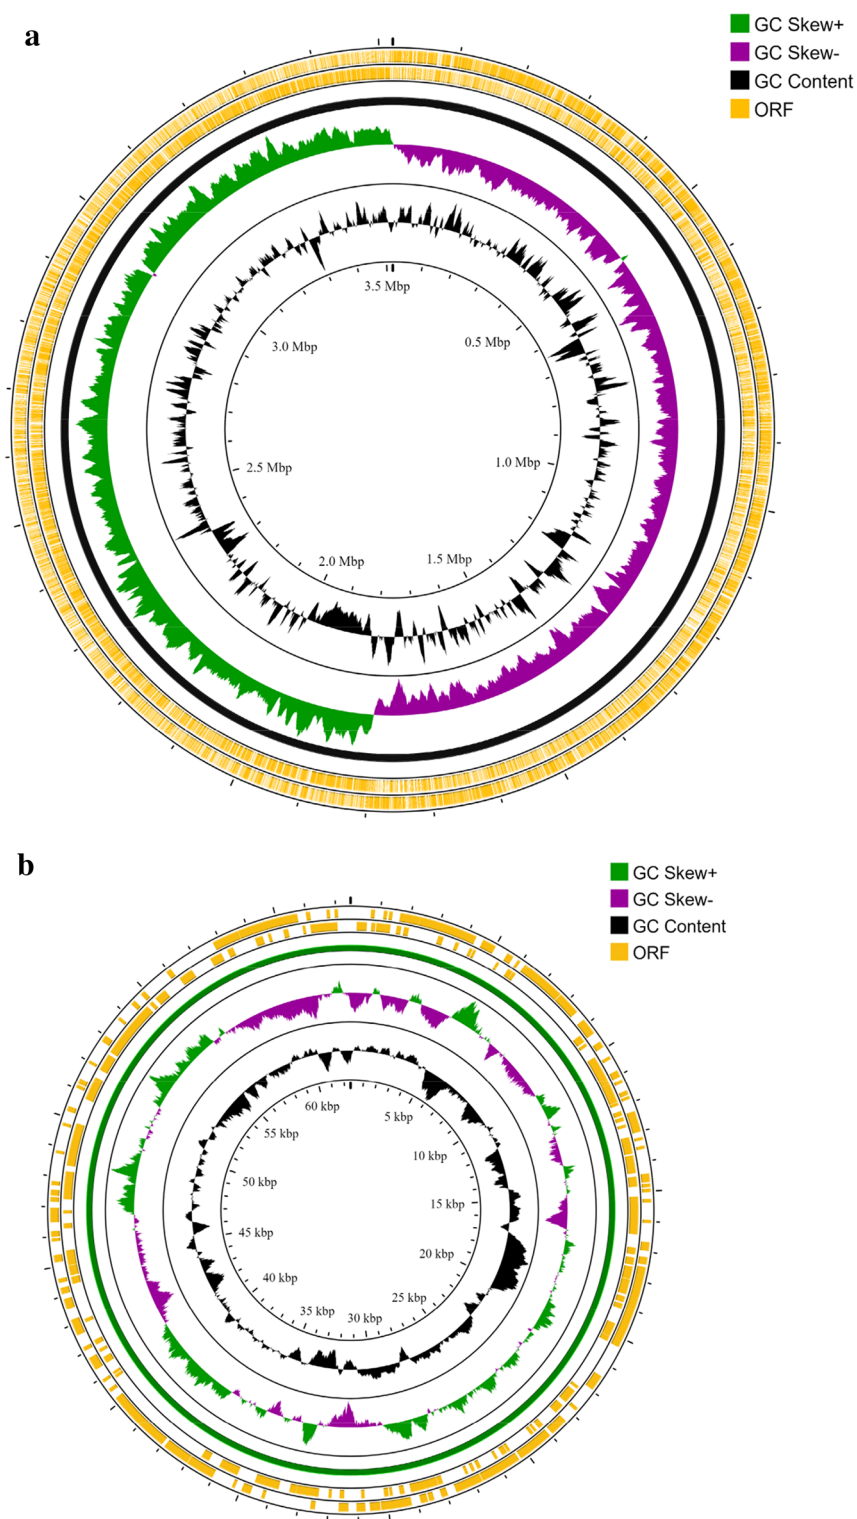 a
GC Skew+
GC Skew-
GC Content
ORF
3.5 Mbp
3.0 Mbp
0.5 Mbp
2.5 Mbp
1.0 Mbp
2.0 Mbp
1.5 Mbp
b
GC Skew+
GC Skew-
GC Content
ORF
60 kbp
5 kbp
55 kbp
10 kbp
50 kbp
15 kbp
45 kbp
20 kbp
40 kbp
25 kbp
35 kbp
30 kbp